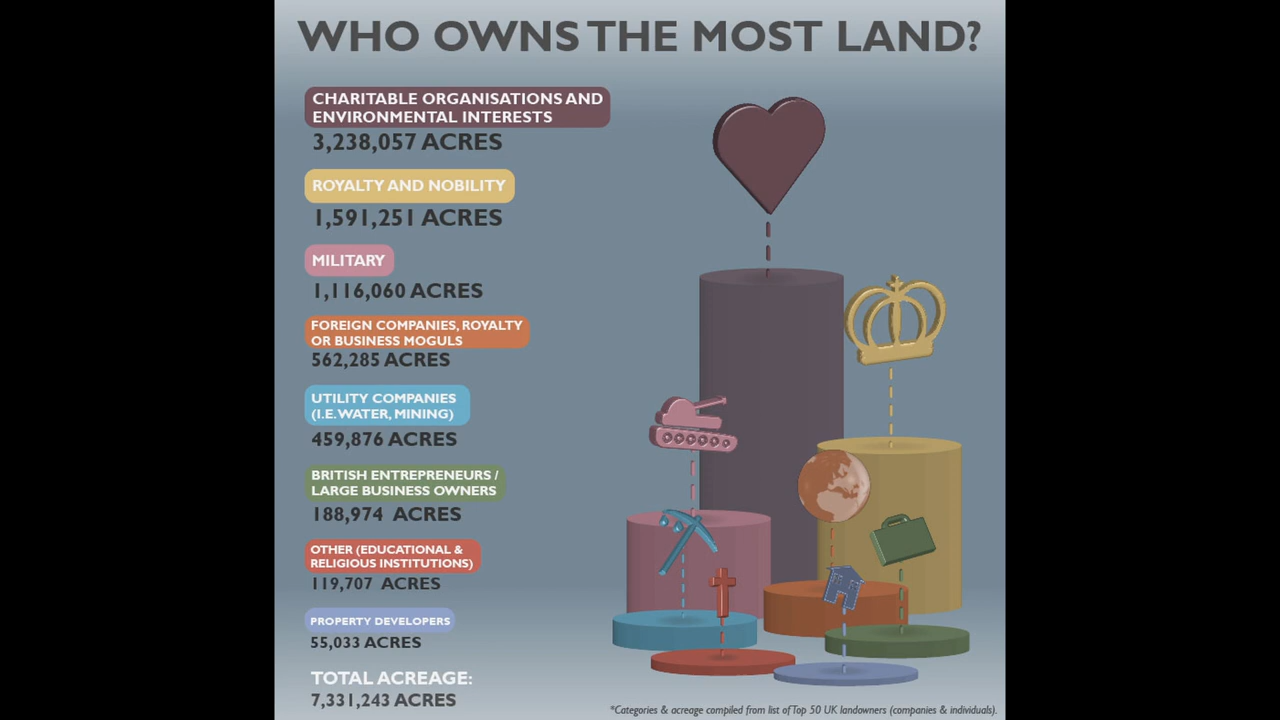 WHO OWNS THE MOST LAND?
CHARITABLE ORGANISATIONS AND
ENVIRONMENTAL INTERESTS
3,238,057 ACRES
ROYALTY AND NOBILITY
1,591,251 ACRES
MILITARY
1,116,060 ACRES
FOREIGN COMPANIES, ROYALTY
OR BUSINESS MOGULS
562,285 ACRES
UTILITY COMPANIES
(I.E. WATER, MINING)
459,876 ACRES
BRITISH ENTREPRENEURS /
LARGE BUSINESS OWNERS
188,974 ACRES
OTHER (EDUCATIONAL &
RELIGIOUS INSTITUTIONS)
119,707 ACRES
PROPERTY DEVELOPERS
55,033 ACRES
TOTAL ACREAGE:
7,331,243 ACRES
*Categories & acreage compiled from list of Top 50 UK landowners (companies & individuals).